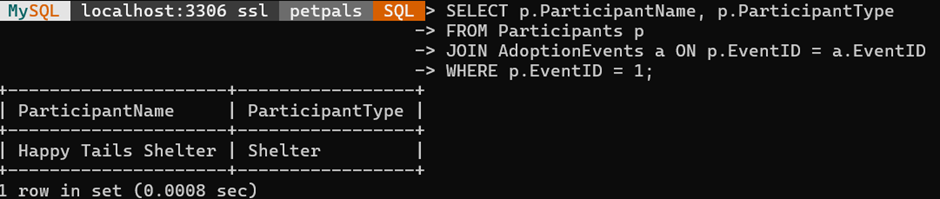 MySQL localhost:3306 ssl petpals SQL > SELECT p.ParticipantName, p.ParticipantType
-> FROM Participants p
-> JOIN AdoptionEvents a ON p.EventID = a.EventID
-> WHERE p.EventID = 1;
+---------------------+-----------------+
| ParticipantName     | ParticipantType |
+---------------------+-----------------+
| Happy Tails Shelter | Shelter         |
+---------------------+-----------------+
1 row in set (0.0008 sec)